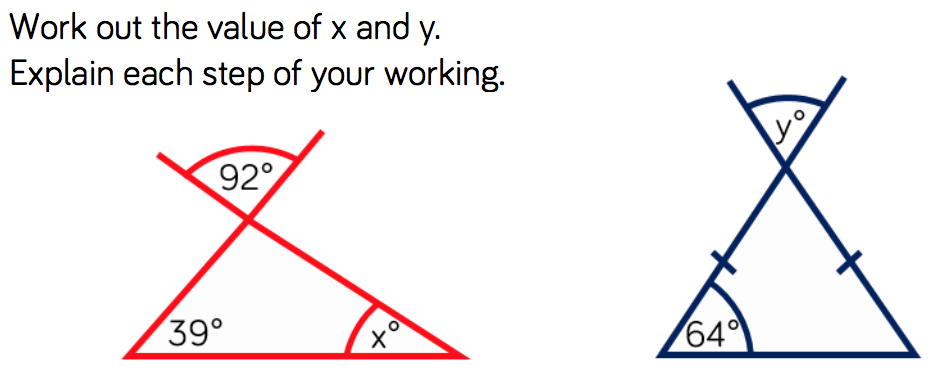 Work out the value of x and y.
Explain each step of your working.
92°
39°
x°
y°
64°